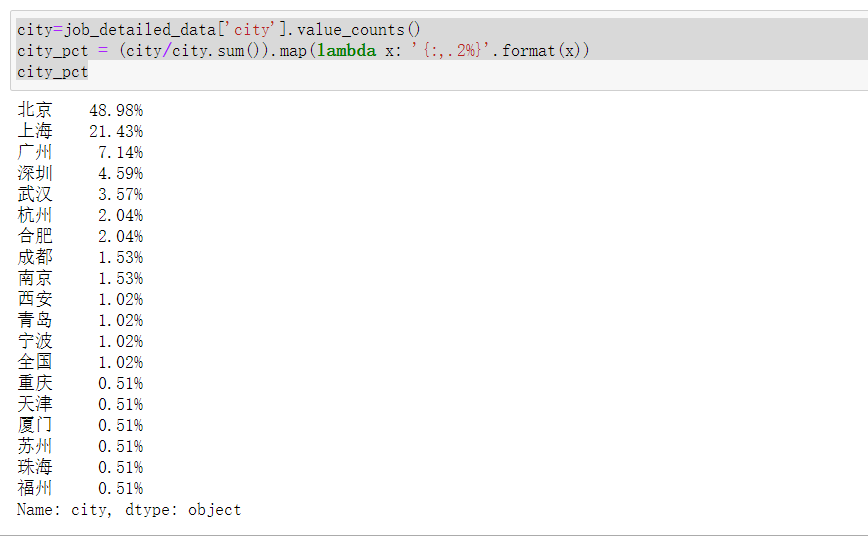 city=job_detailed_data['city'].value_counts()
city_pct = (city/city.sum()).map(lambda x: '{:,.2%}'.format(x))
city_pct
北京 48.98%
上海 21.43%
广州 7.14%
深圳 4.59%
武汉 3.57%
杭州 2.04%
合肥 2.04%
成都 1.53%
南京 1.53%
西安 1.02%
青岛 1.02%
宁波 1.02%
全国 1.02%
重庆 0.51%
天津 0.51%
厦门 0.51%
苏州 0.51%
珠海 0.51%
福州 0.51%
Name: city, dtype: object